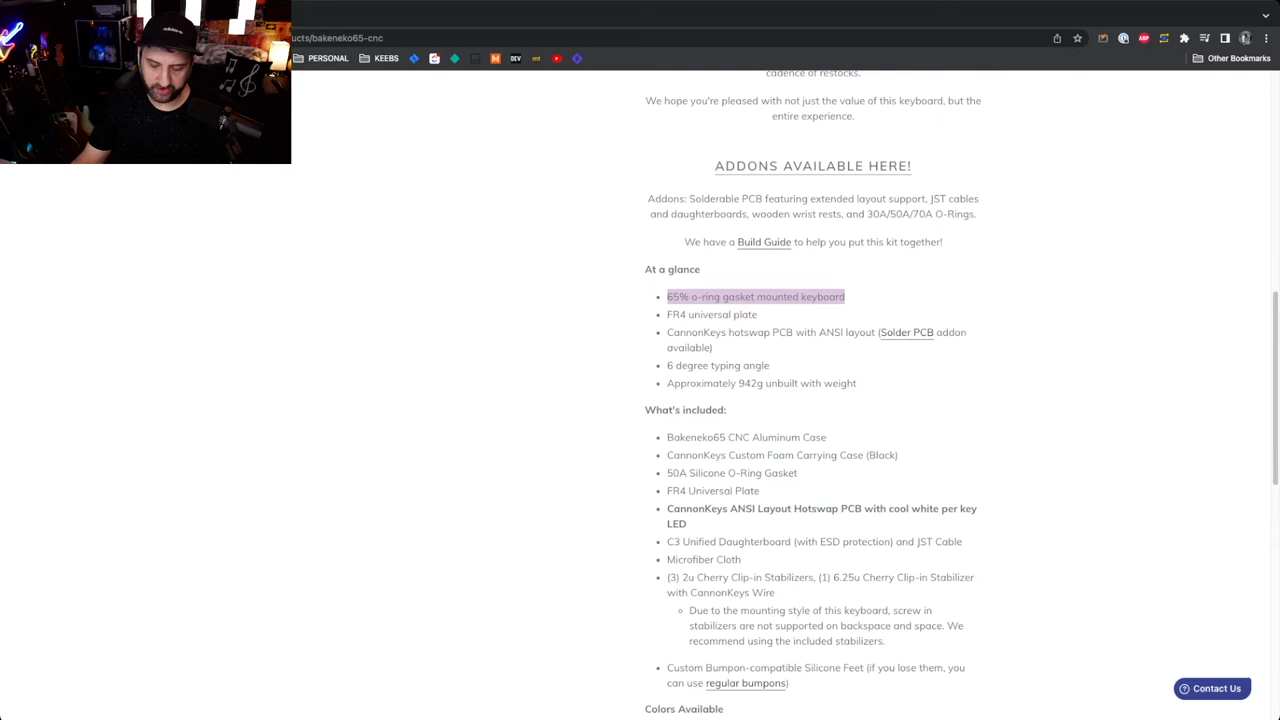 ucts/bakeneko65-cnc
PERSONAL
KEEBS
DEV
mt
Other Bookmarks
cadence of restocks.
We hope you're pleased with not just the value of this keyboard, but the
entire experience.
ADDONS AVAILABLE HERE!
Addons: Solderable PCB featuring extended layout support, JST cables
and daughterboards, wooden wrist rests, and 30A/50A/70A O-Rings.
We have a Build Guide to help you put this kit together!
At a glance
• 65% o-ring gasket mounted keyboard
• FR4 universal plate
• CannonKeys hotswap PCB with ANSI layout (Solder PCB addon
available)
• 6 degree typing angle
• Approximately 942g unbuilt with weight
What's included:
• Bakeneko65 CNC Aluminum Case
• CannonKeys Custom Foam Carrying Case (Black)
• 50A Silicone O-Ring Gasket
• FR4 Universal Plate
• CannonKeys ANSI Layout Hotswap PCB with cool white per key
LED
• C3 Unified Daughterboard (with ESD protection) and JST Cable
• Microfiber Cloth
• (3) 2u Cherry Clip-in Stabilizers, (1) 6.25u Cherry Clip-in Stabilizer
with CannonKeys Wire
◦ Due to the mounting style of this keyboard, screw in
stabilizers are not supported on backspace and space. We
recommend using the included stabilizers.
• Custom Bumpon-compatible Silicone Feet (if you lose them, you
can use regular bumpons)
Colors Available
Contact Us